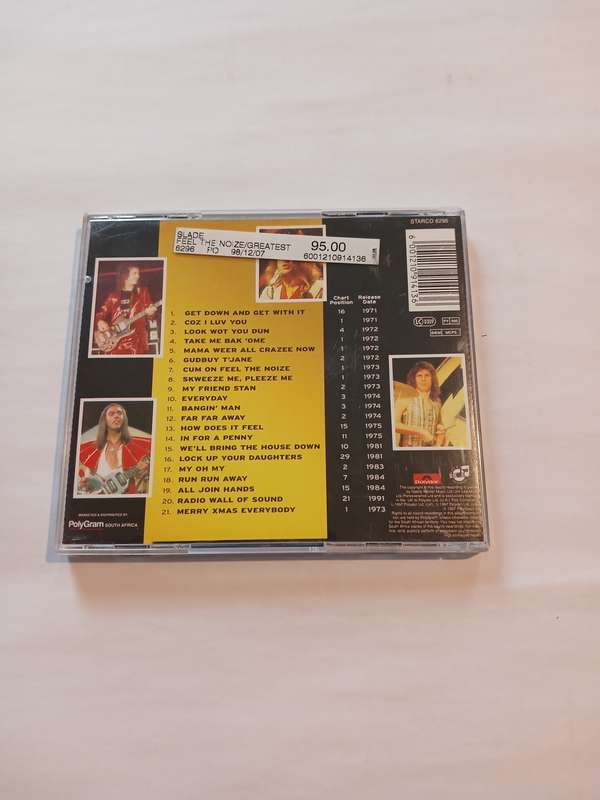 STARCD 6296
SLADE
FEEL THE NOIZE/GREATEST 95.00
6296 PO 98/12/07 6001210914136
6 001210 914136
Chart Position Release Date
1. GET DOWN AND GET WITH IT 16 1971
2. COZ I LUV YOU 1 1971
3. LOOK WOT YOU DUN 4 1972
4. TAKE ME BAK 'OME 1 1972
5. MAMA WEER ALL CRAZEE NOW 1 1972
6. GUDBUY T'JANE 2 1972
7. CUM ON FEEL THE NOIZE 1 1973
8. SKWEEZE ME, PLEEZE ME 1 1973
9. MY FRIEND STAN 2 1973
10. EVERYDAY 3 1974
11. BANGIN' MAN 3 1974
12. FAR FAR AWAY 2 1974
13. HOW DOES IT FEEL 15 1975
14. IN FOR A PENNY 11 1975
15. WE'LL BRING THE HOUSE DOWN 10 1981
16. LOCK UP YOUR DAUGHTERS 29 1981
17. MY OH MY 2 1983
18. RUN RUN AWAY 7 1984
19. ALL JOIN HANDS 15 1984
20. RADIO WALL OF SOUND 21 1991
21. MERRY XMAS EVERYBODY 1 1973
MARKETED & DISTRIBUTED BY
PolyGram SOUTH AFRICA
Polydor